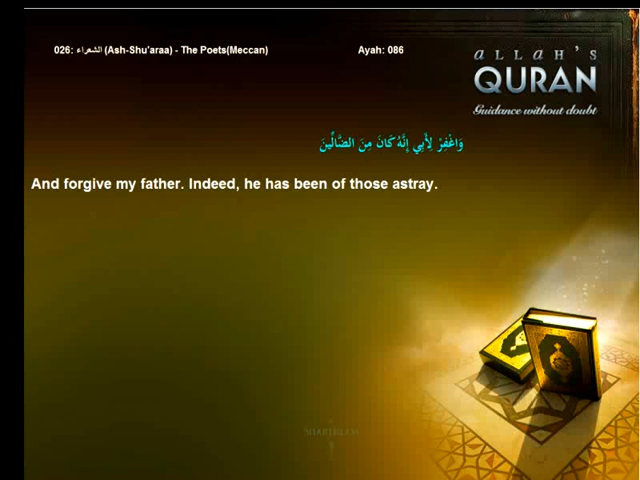 026: الشعراء (Ash-Shu'araa) - The Poets(Meccan) Ayah: 086
ALLAH'S
QURAN
Guidance without doubt
وَاغْفِرْ لِأَبِي إِنَّهُ كَانَ مِنَ الضَّالِّينَ
And forgive my father. Indeed, he has been of those astray.